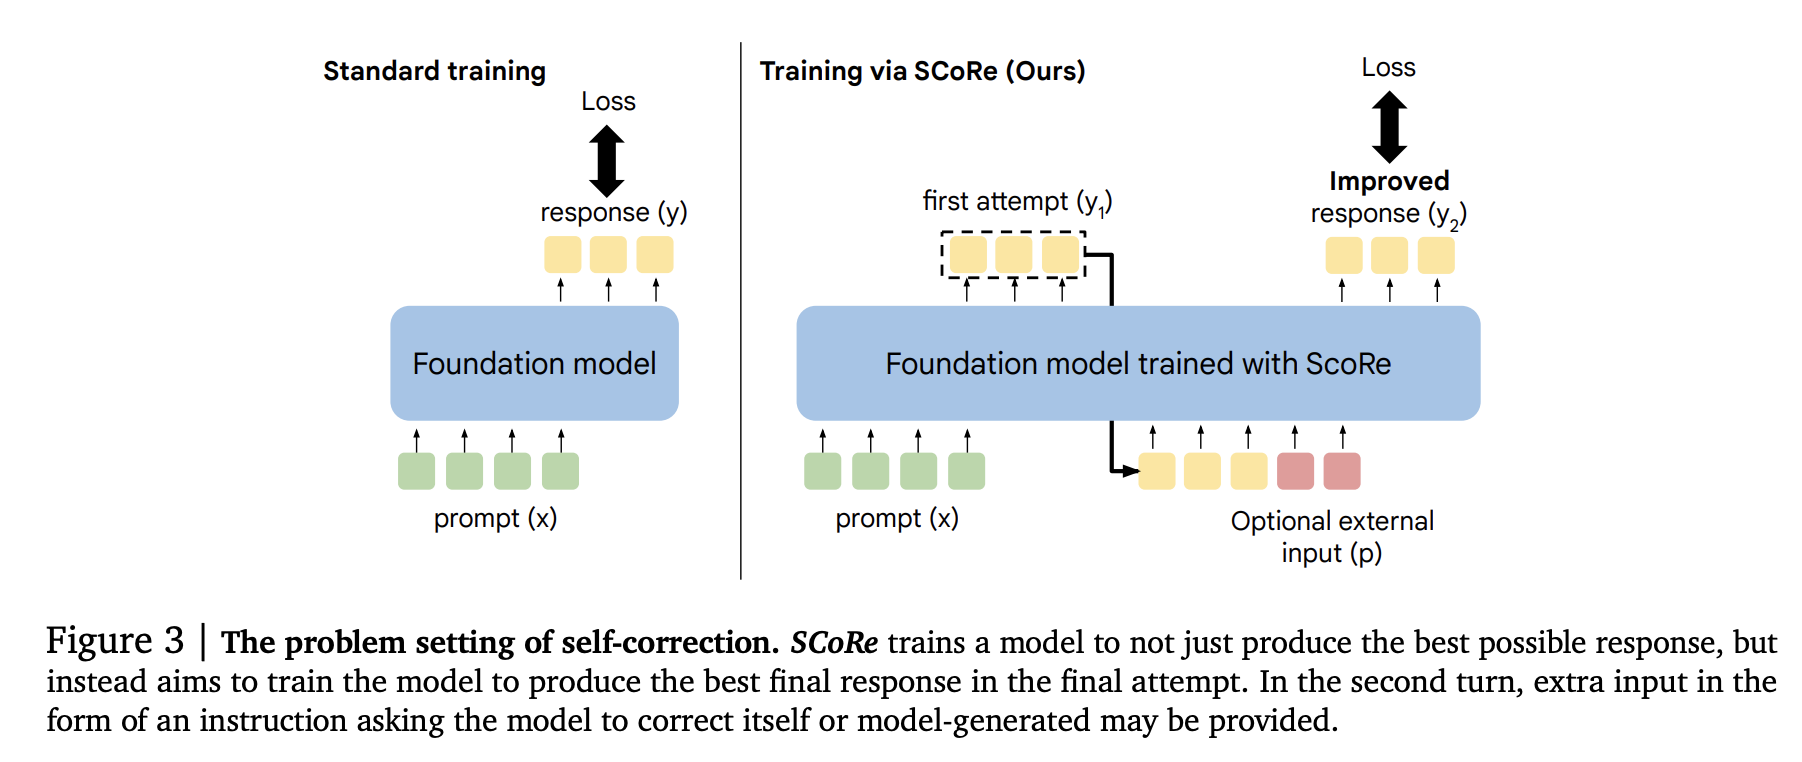 Standard training
Loss
response (y)
Foundation model
prompt (x)
Training via SCoRe (Ours)
Loss
Improved
response (y2)
first attempt (y1)
Foundation model trained with ScoRe
prompt (x)
Optional external
input (p)
Figure 3 | The problem setting of self-correction. SCoRe trains a model to not just produce the best possible response, but
instead aims to train the model to produce the best final response in the final attempt. In the second turn, extra input in the
form of an instruction asking the model to correct itself or model-generated may be provided.